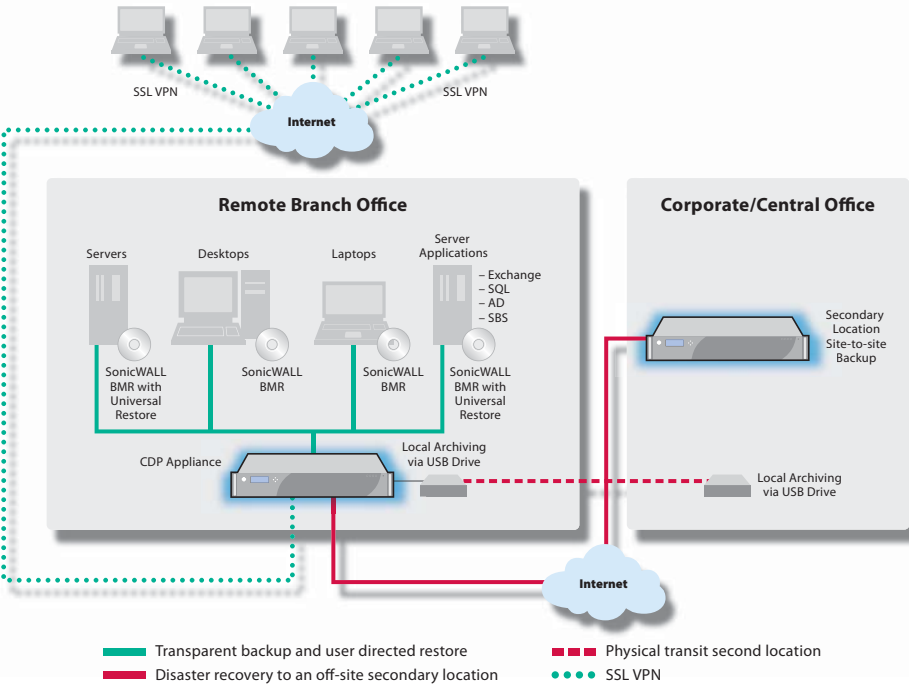 SSL VPN
SSL VPN
Internet
Remote Branch Office
Corporate/Central Office
Servers
Desktops
Laptops
Server
Applications
– Exchange
– SQL
– AD
– SBS
SonicWALL
BMR with
Universal
Restore
SonicWALL
BMR
SonicWALL
BMR
SonicWALL
BMR with
Universal
Restore
Secondary
Location
Site-to-site
Backup
CDP Appliance
Local Archiving
via USB Drive
Local Archiving
via USB Drive
Internet
Transparent backup and user directed restore
Disaster recovery to an off-site secondary location
Physical transit second location
SSL VPN